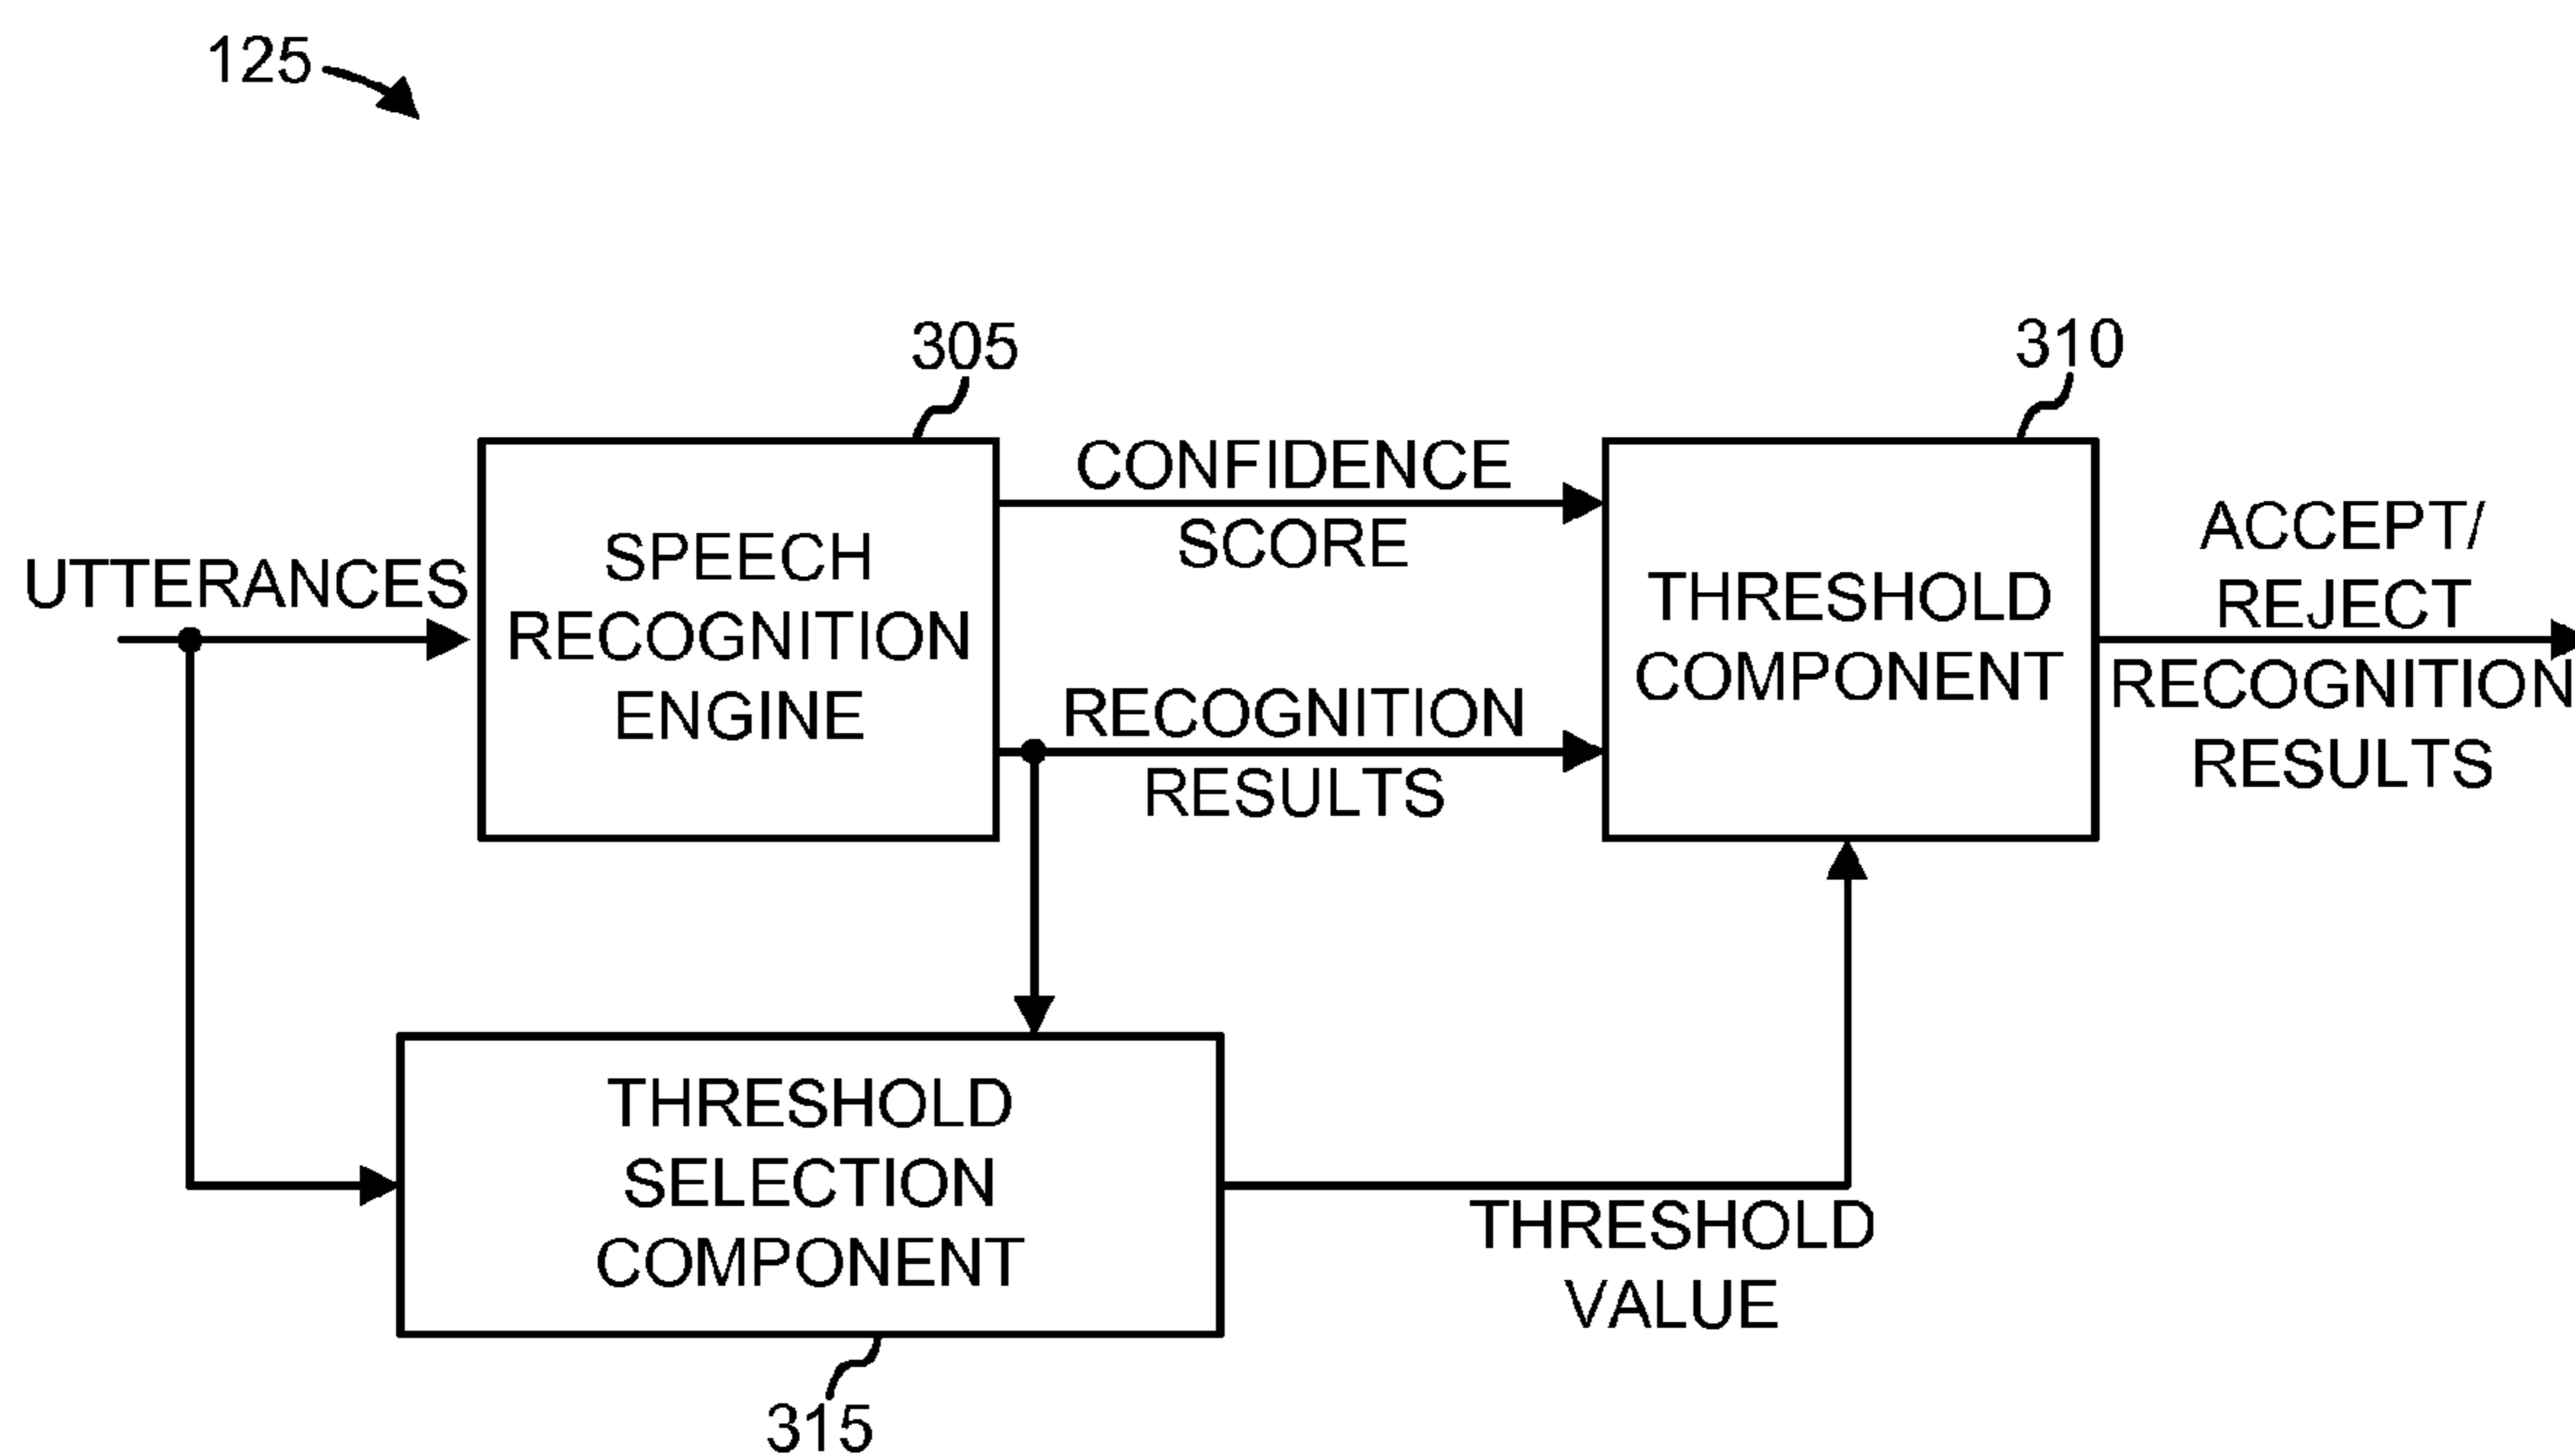 125
305
310
UTTERANCES
SPEECH
RECOGNITION
ENGINE
CONFIDENCE
SCORE
RECOGNITION
RESULTS
THRESHOLD
COMPONENT
ACCEPT/
REJECT
RECOGNITION
RESULTS
THRESHOLD
SELECTION
COMPONENT
THRESHOLD
VALUE
315